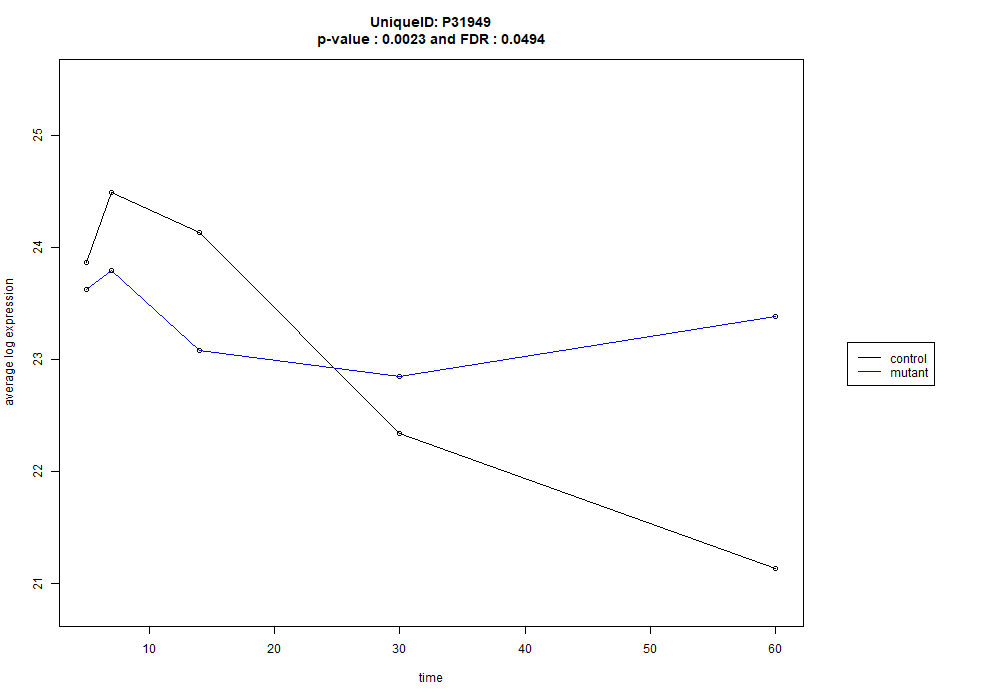 UniqueID: P31949
p-value : 0.0023 and FDR : 0.0494
25
24
23
22
21
average log expression
10 20 30 40 50 60
time
control
mutant